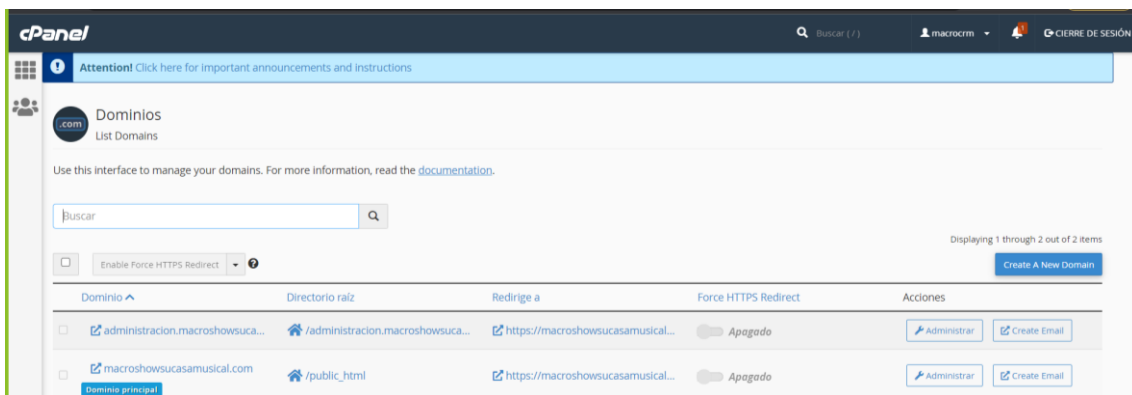 cPanel
Buscar ( / )
macrocrm
CIERRE DE SESIÓN
Attention! Click here for important announcements and instructions
.com
Dominios
List Domains
Use this interface to manage your domains. For more information, read the documentation.
Buscar
Displaying 1 through 2 out of 2 items
Enable Force HTTPS Redirect
Create A New Domain
Dominio Directorio raíz Redirige a Force HTTPS Redirect Acciones
administracion.macroshowsuca... /administracion.macroshowsuca... https://macroshowsucasamusical... Apagado Administrar Create Email
macroshowsucasamusical.com /public_html https://macroshowsucasamusical... Apagado Administrar Create Email
Dominio principal